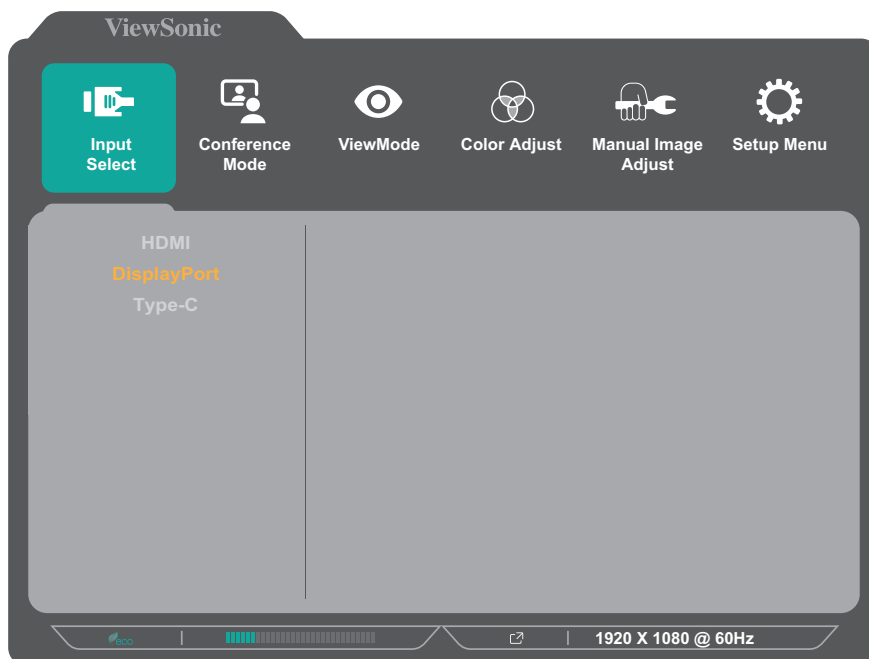 ViewSonic
Input Select
Conference Mode
ViewMode
Color Adjust
Manual Image Adjust
Setup Menu
HDMI
DisplayPort
Type-C
eco
1920 X 1080 @ 60Hz